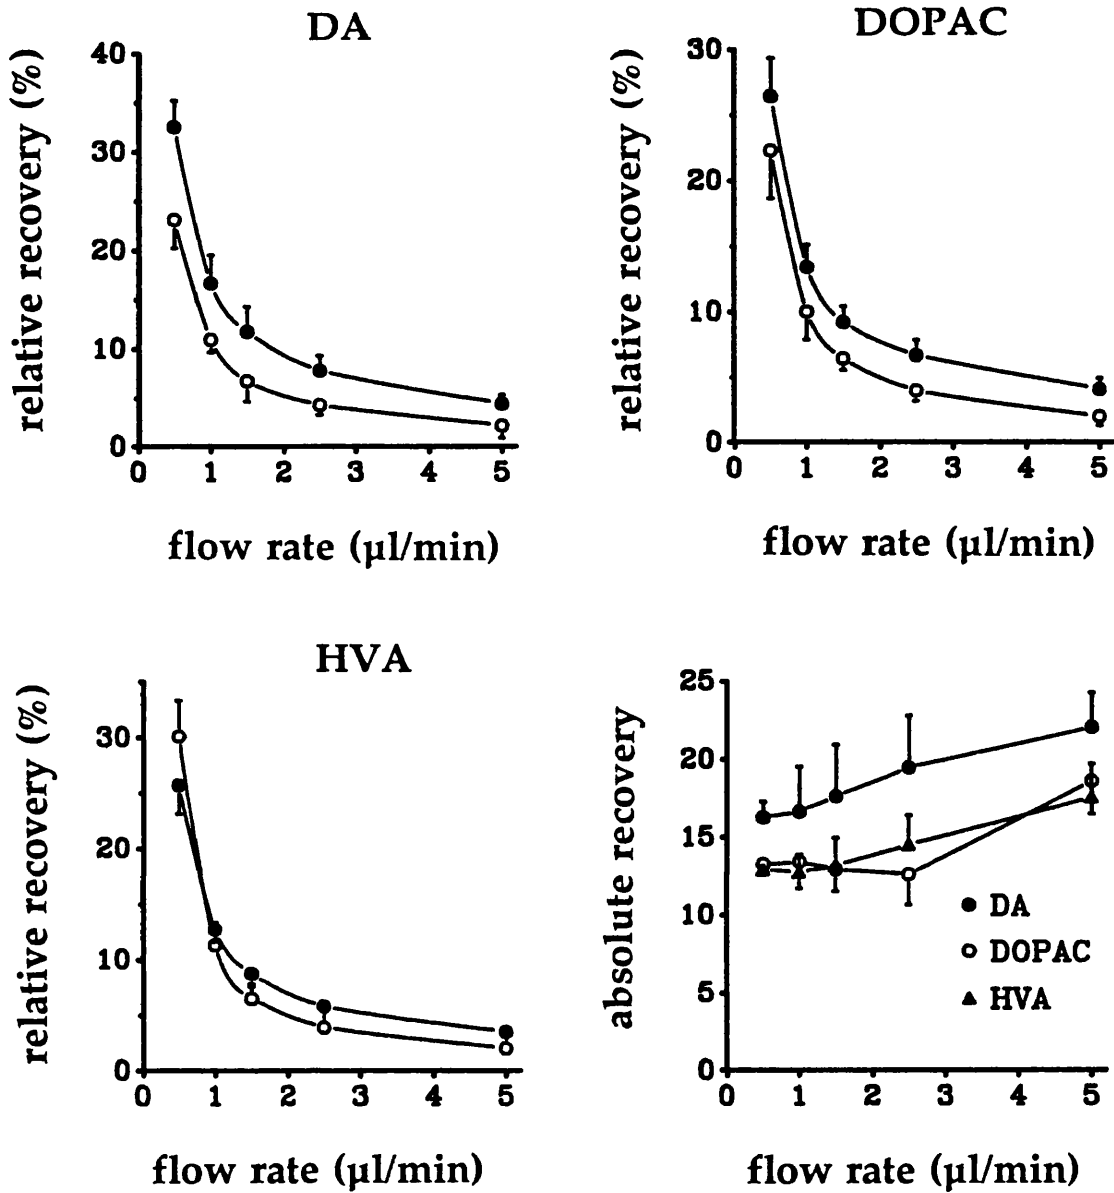 DA
relative recovery (%)
40
30
20
10
0
0 1 2 3 4 5
flow rate (µl/min)
DOPAC
relative recovery (%)
30
20
10
0
0 1 2 3 4 5
flow rate (µl/min)
HVA
relative recovery (%)
30
20
10
0
0 1 2 3 4 5
flow rate (µl/min)
absolute recovery
25
20
15
10
5
0
DA
DOPAC
HVA
0 1 2 3 4 5
flow rate (µl/min)